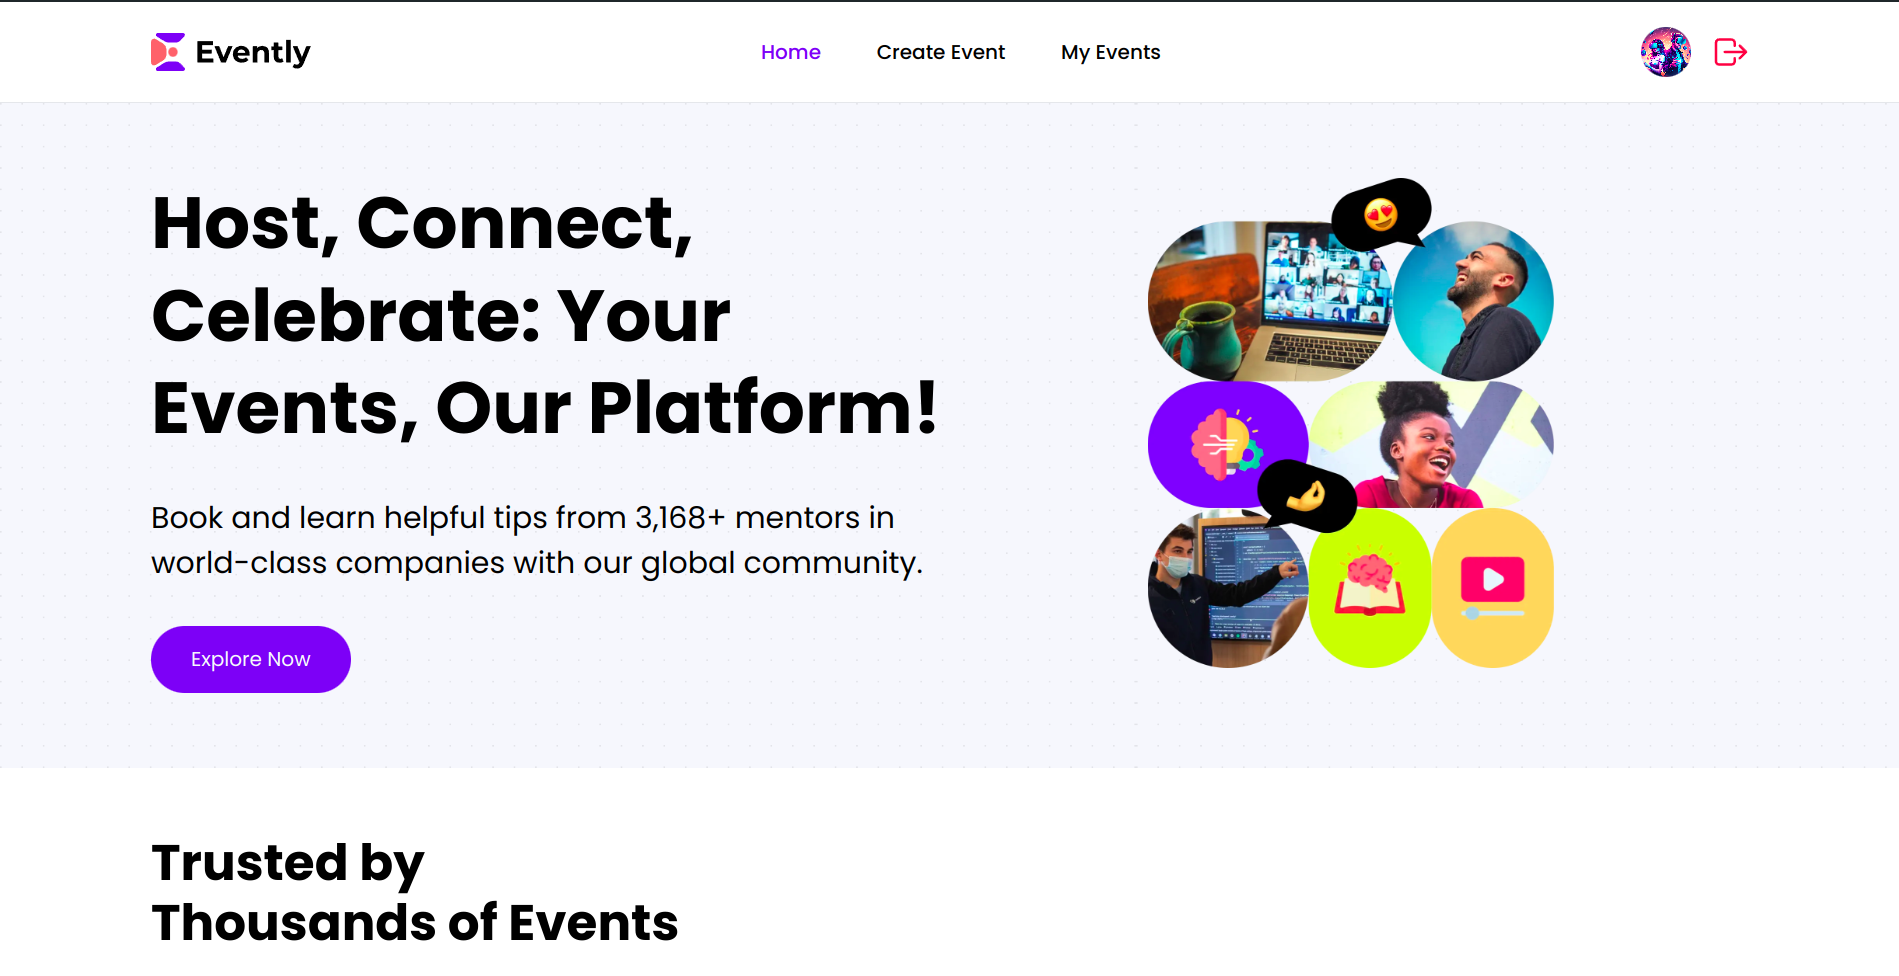 Evently
Home
Create Event
My Events
Host, Connect,
Celebrate: Your
Events, Our Platform!
Book and learn helpful tips from 3,168+ mentors in
world-class companies with our global community.
Explore Now
Trusted by
Thousands of Events